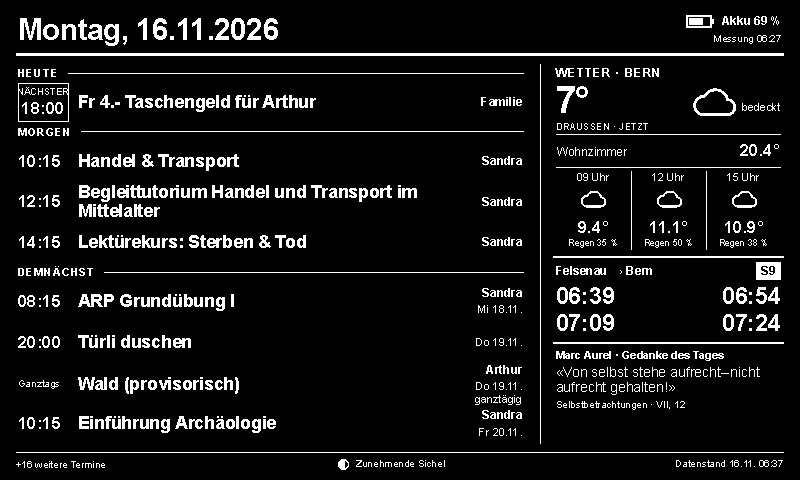 Montag, 16.11.2026
Akku 69 %
Messung 06:27
HEUTE
NÄCHSTER
18:00 Fr 4.- Taschengeld für Arthur Familie
MORGEN
10:15 Handel & Transport Sandra
12:15 Begleittutorium Handel und Transport im Sandra
Mittelalter
14:15 Lektürekurs: Sterben & Tod Sandra
DEMNÄCHST
08:15 ARP Grundübung I Sandra
Mi 18.11.
20:00 Türli duschen Do 19.11.
Ganztags Wald (provisorisch) Arthur
Do 19.11.
ganztägig
10:15 Einführung Archäologie Sandra
Fr 20.11.
WETTER · BERN
7° bedeckt
DRAUSSEN · JETZT
Wohnzimmer 20.4°
09 Uhr 12 Uhr 15 Uhr
9.4° 11.1° 10.9°
Regen 35 % Regen 50 % Regen 38 %
Felsenau › Bern S9
06:39 06:54
07:09 07:24
Marc Aurel · Gedanke des Tages
«Von selbst stehe aufrecht–nicht
aufrecht gehalten!»
Selbstbetrachtungen · VII, 12
+16 weitere Termine
Zunehmende Sichel
Datenstand 16.11. 06:37